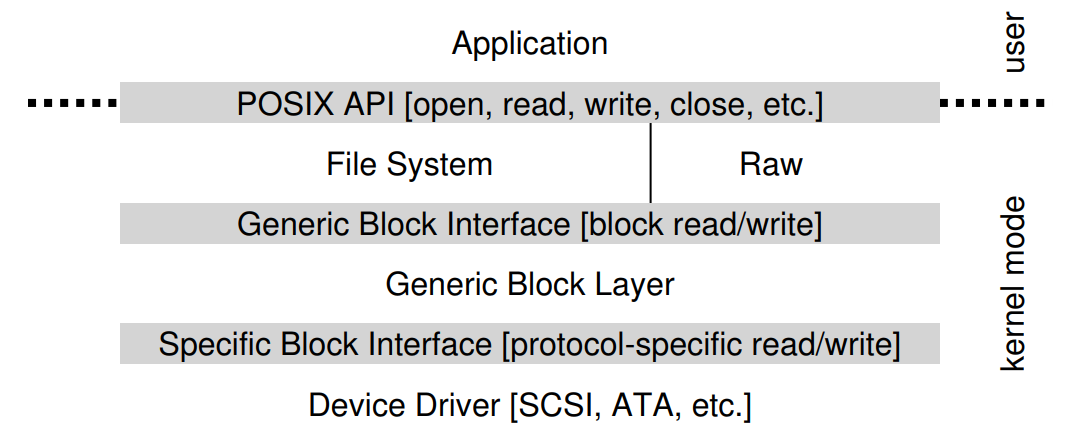 Application
user
POSIX API [open, read, write, close, etc.]
File System
Raw
Generic Block Interface [block read/write]
Generic Block Layer
kernel mode
Specific Block Interface [protocol-specific read/write]
Device Driver [SCSI, ATA, etc.]